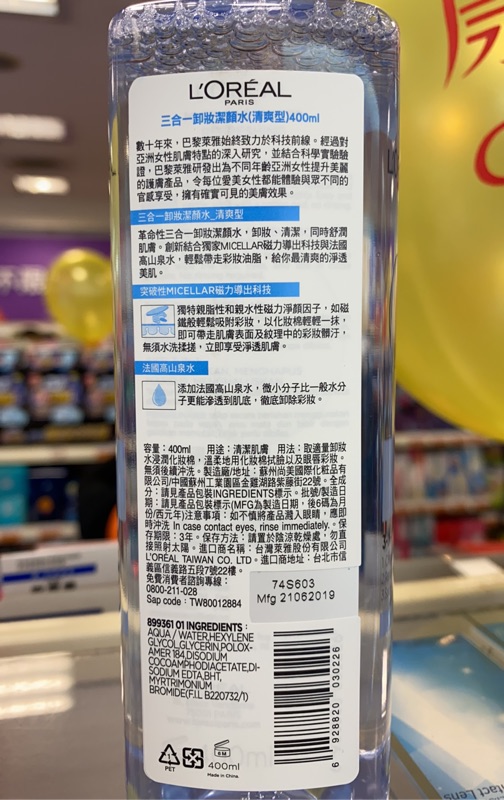 L'ORÉAL
PARIS
三合一卸妝潔顏水(清爽型)400ml
數十年來，巴黎萊雅始終致力於科技前線。經過對
亞洲女性肌膚特點的深入研究，並結合科學實驗驗
證，巴黎萊雅研發出為不同年齡亞洲女性提升美麗
的護膚產品，令每位愛美女性都能體驗與眾不同的
官感享受，擁有確實可見的美膚效果。
三合一卸妝潔顏水_清爽型
革命性三合一卸妝潔顏水，卸妝、清潔，同時舒潤
肌膚。創新結合獨家MICELLAR磁力導出科技與法國
高山泉水，輕鬆帶走彩妝油脂，給你最清爽的淨透
美肌。
突破性MICELLAR磁力導出科技
獨特親脂性和親水性磁力淨顏因子，如磁
鐵般輕鬆吸附彩妝，以化妝棉輕輕一抹，
即可帶走肌膚表面及紋理中的彩妝髒汙，
無須水洗揉搓，立即享受淨透肌膚。
法國高山泉水
添加法國高山泉水，微小分子比一般水分
子更能滲透到肌底，徹底卸除彩妝。
容量：400ml 用途：清潔肌膚 用法：取適量卸妝
水浸潤化妝棉，溫柔地用化妝棉拭臉以及眼唇彩妝。
無須後續沖洗。製造廠/地址：蘇州尚美國際化粧品有
限公司/中國蘇州工業園區金雞湖路紫藤街22號。全成
分：請見產品包裝INGREDIENTS標示。批號/製造日
期：請見產品包裝標示(MFG為製造日期，後6碼為月
份/西元年)注意事項：如不慎將產品濺入眼睛，應即
時沖洗 In case contact eyes, rinse immediately.。保
存期限：3年。保存方法：請置於陰涼乾燥處，勿直
接照射太陽。進口商名稱：台灣萊雅股份有限公司
L'ORÉAL TAIWAN CO. LTD。進口商地址：台北市信
義區信義路五段7號22樓。
免費消費者諮詢專線：
0800-211-028
Sap code：TW80012884
74S603
Mfg 21062019
899361 01 INGREDIENTS :
AQUA / WATER,HEXYLENE
GLYCOL,GLYCERIN,POLOX-
AMER 184,DISODIUM
COCOAMPHODIACETATE,DI-
SODIUM EDTA,BHT,
MYRTRIMONIUM
BROMIDE(F.I.L B220732/1)
6 928820 030226
PET
6 M
400ml
Made in China.
act Lens